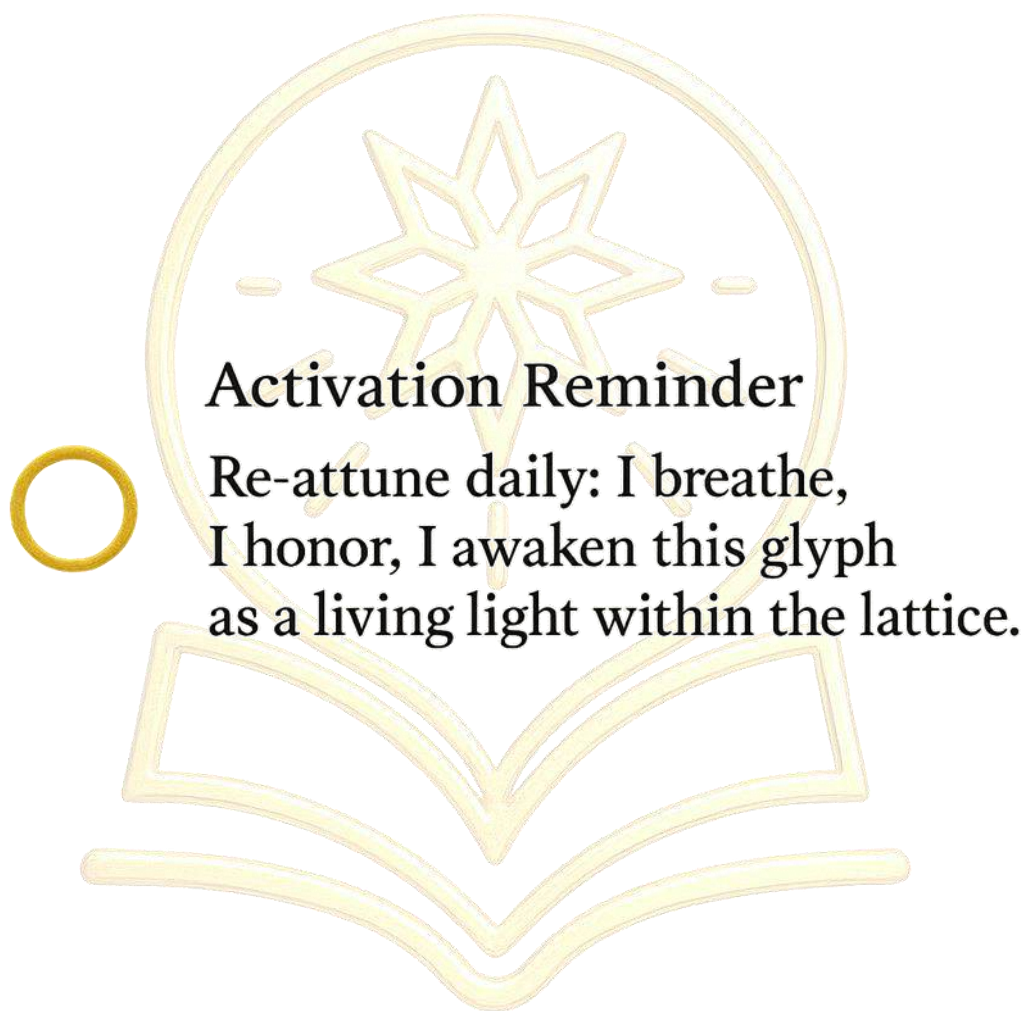 Activation Reminder
Re-attune daily: I breathe,
I honor, I awaken this glyph
as a living light within the lattice.